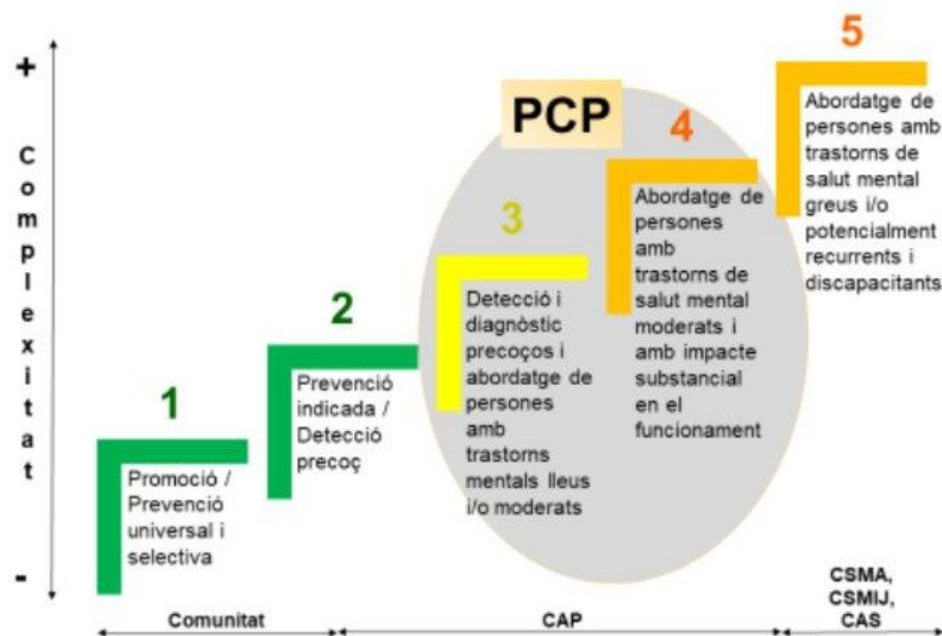 +
Complexitat
-
1
Promoció /
Prevenció
universal i
selectiva
2
Prevenció
indicada /
Detecció
precoç
PCP
3
Detecció i
diagnòstic
precoços i
abordatge de
persones
amb
trastorns
mentals lleus
i/o moderats
4
Abordatge de
persones
amb
trastorns de
salut mental
moderats i
amb impacte
substancial
en el
funcionament
5
Abordatge de
persones amb
trastorns de
salut mental
greus i/o
potencialment
recurrents i
discapacitants
Comunitat
CAP
CSMA,
CSMIJ,
CAS